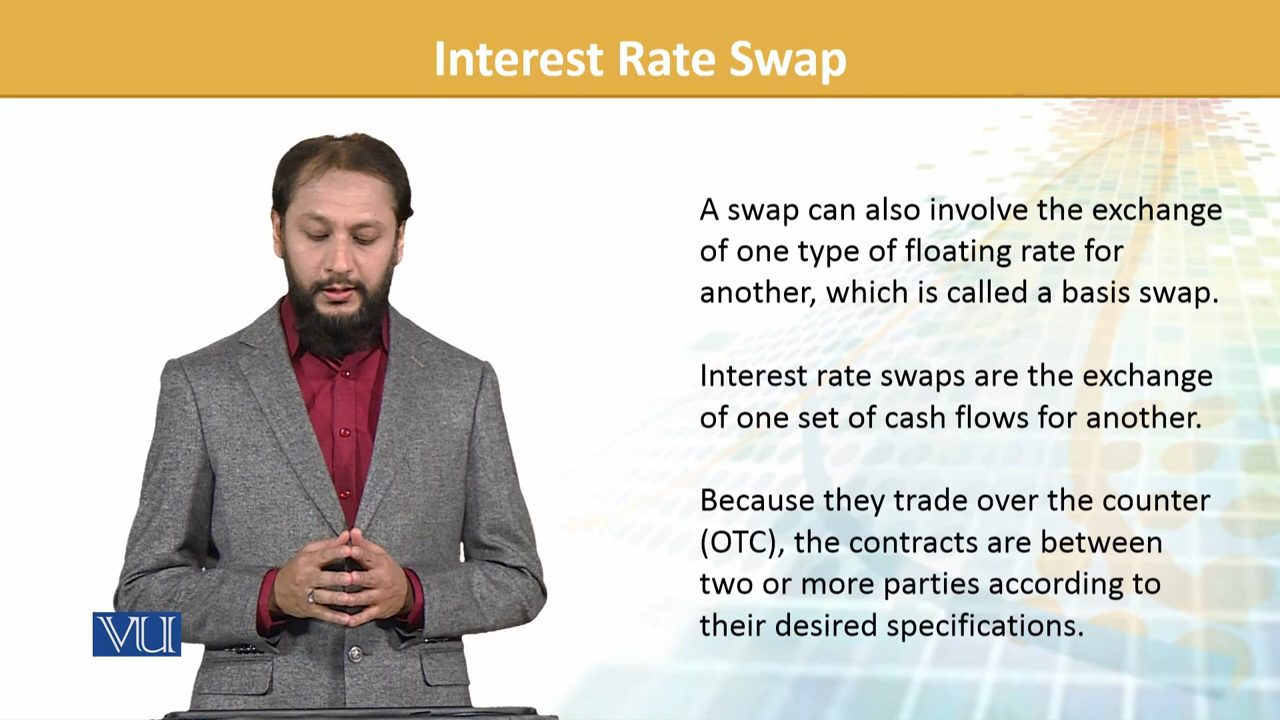 Interest Rate Swap
A swap can also involve the exchange
of one type of floating rate for
another, which is called a basis swap.
Interest rate swaps are the exchange
of one set of cash flows for another.
Because they trade over the counter
(OTC), the contracts are between
two or more parties according to
their desired specifications.
VU